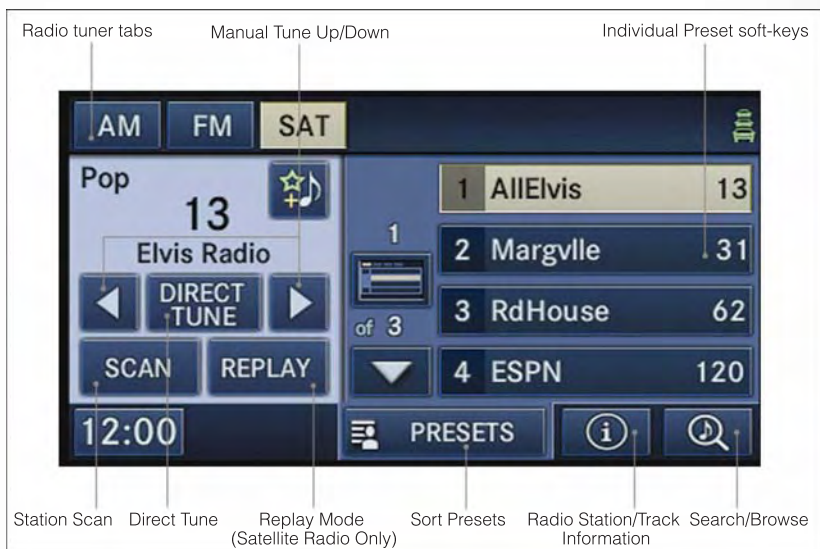 Radio tuner tabs
Manual Tune Up/Down
Individual Preset soft-keys
AM
FM
SAT
Pop
13
Elvis Radio
DIRECT
TUNE
SCAN
REPLAY
12:00
1
of 3
1 AllElvis 13
2 Margvlle 31
3 RdHouse 62
4 ESPN 120
PRESETS
i
Station Scan
Direct Tune
Replay Mode
(Satellite Radio Only)
Sort Presets
Radio Station/Track
Information
Search/Browse